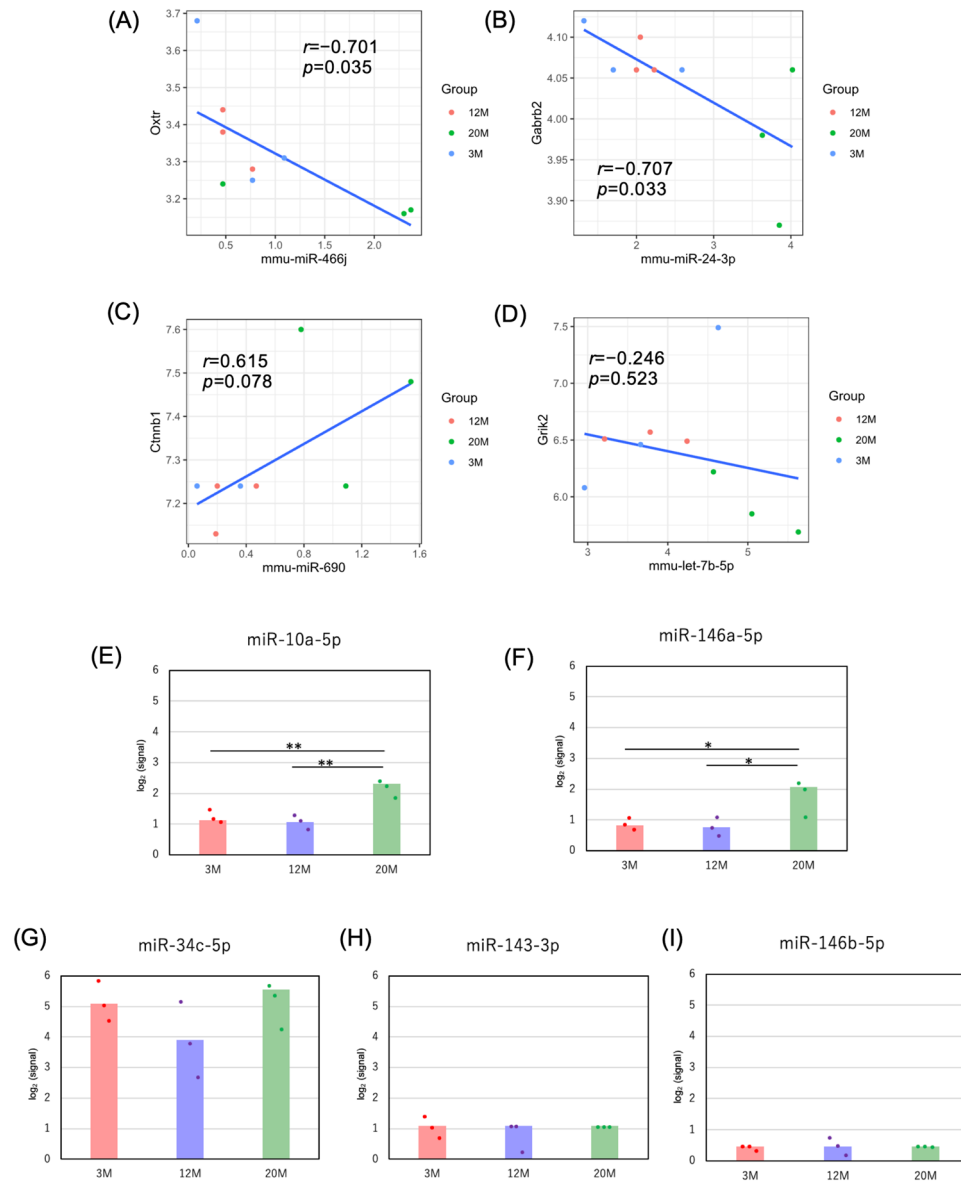 (A)
3.7
3.6
3.5
3.4
3.3
3.2
Oxtr
r=−0.701
p=0.035
0.5
1.0
1.5
2.0
mmu-miR-466j
Group
12M
20M
3M
(B)
4.10
4.05
4.00
3.95
3.90
Gabrb2
r=−0.707
p=0.033
2
3
4
mmu-miR-24-3p
Group
12M
20M
3M
(C)
7.6
7.5
7.4
7.3
7.2
Ctnnb1
r=0.615
p=0.078
0.0
0.4
0.8
1.2
1.6
mmu-miR-690
Group
12M
20M
3M
(D)
7.5
7.0
6.5
6.0
Grik2
r=−0.246
p=0.523
3
4
5
mmu-let-7b-5p
Group
12M
20M
3M
(E)
miR-10a-5p
6
5
4
3
2
1
0
log₂ (signal)
**
**
3M
12M
20M
(F)
miR-146a-5p
6
5
4
3
2
1
0
log₂ (signal)
*
*
3M
12M
20M
(G)
miR-34c-5p
6
5
4
3
2
1
0
log₂ (signal)
3M
12M
20M
(H)
miR-143-3p
6
5
4
3
2
1
0
log₂ (signal)
3M
12M
20M
(I)
miR-146b-5p
6
5
4
3
2
1
0
log₂ (signal)
3M
12M
20M